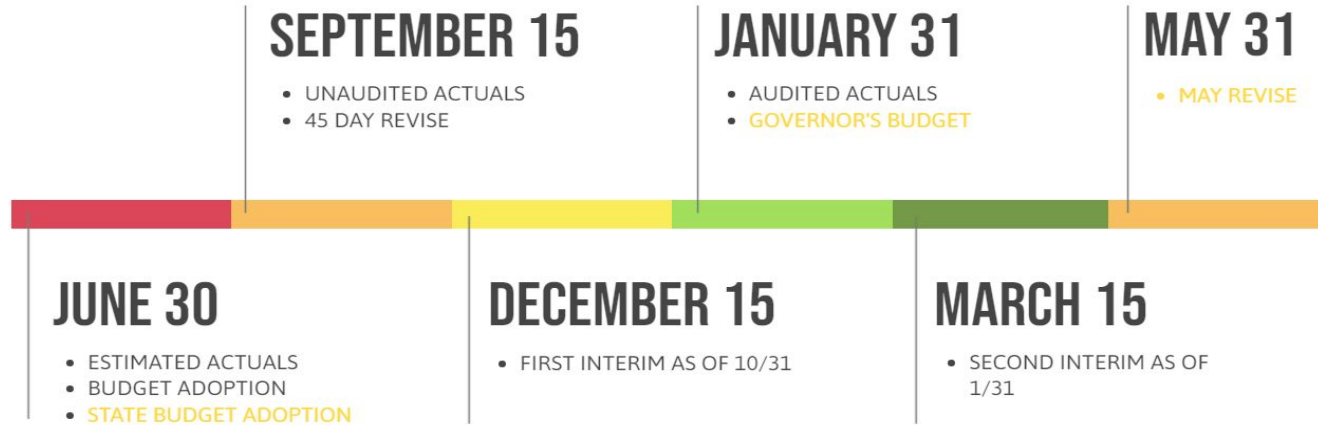 SEPTEMBER 15
• UNAUDITED ACTUALS
• 45 DAY REVISE
JANUARY 31
• AUDITED ACTUALS
• GOVERNOR'S BUDGET
MAY 31
• MAY REVISE
JUNE 30
• ESTIMATED ACTUALS
• BUDGET ADOPTION
• STATE BUDGET ADOPTION
DECEMBER 15
• FIRST INTERIM AS OF 10/31
MARCH 15
• SECOND INTERIM AS OF
1/31